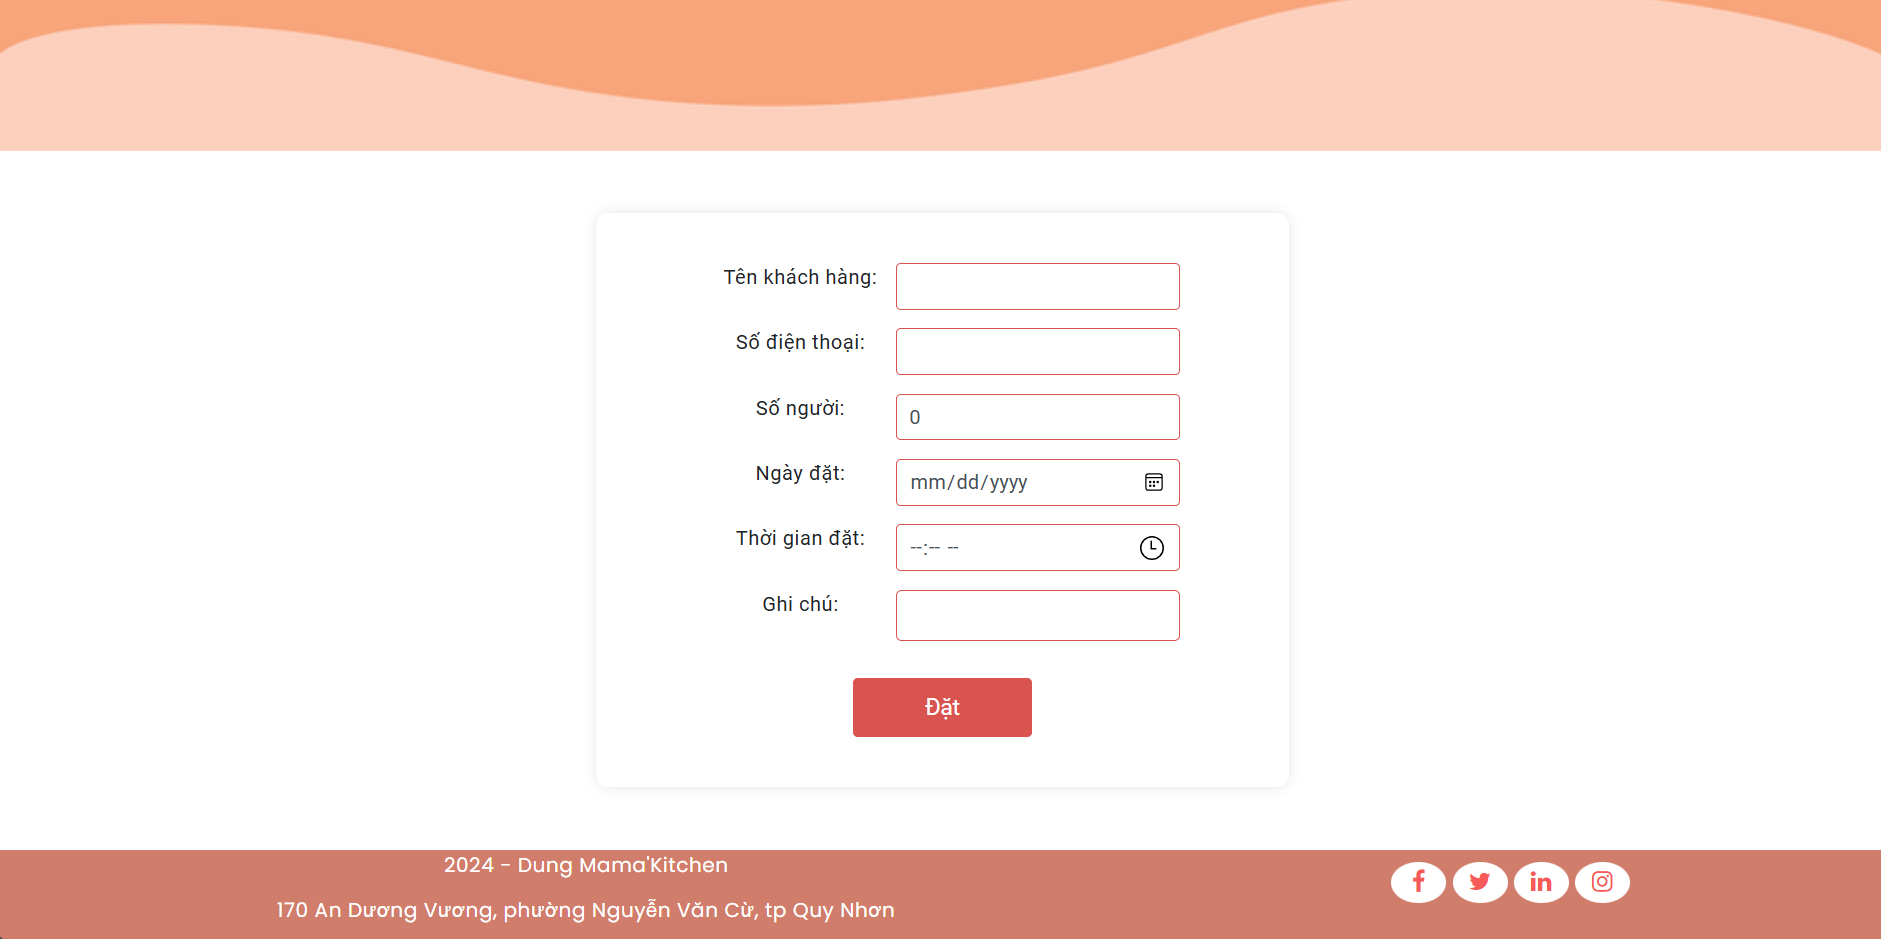 Tên khách hàng:
Số điện thoại:
Số người:
0
Ngày đặt:
mm/dd/yyyy
Thời gian đặt:
--:-- --
Ghi chú:
Đặt
2024 - Dung Mama'Kitchen
170 An Dương Vương, phường Nguyễn Văn Cừ, tp Quy Nhơn